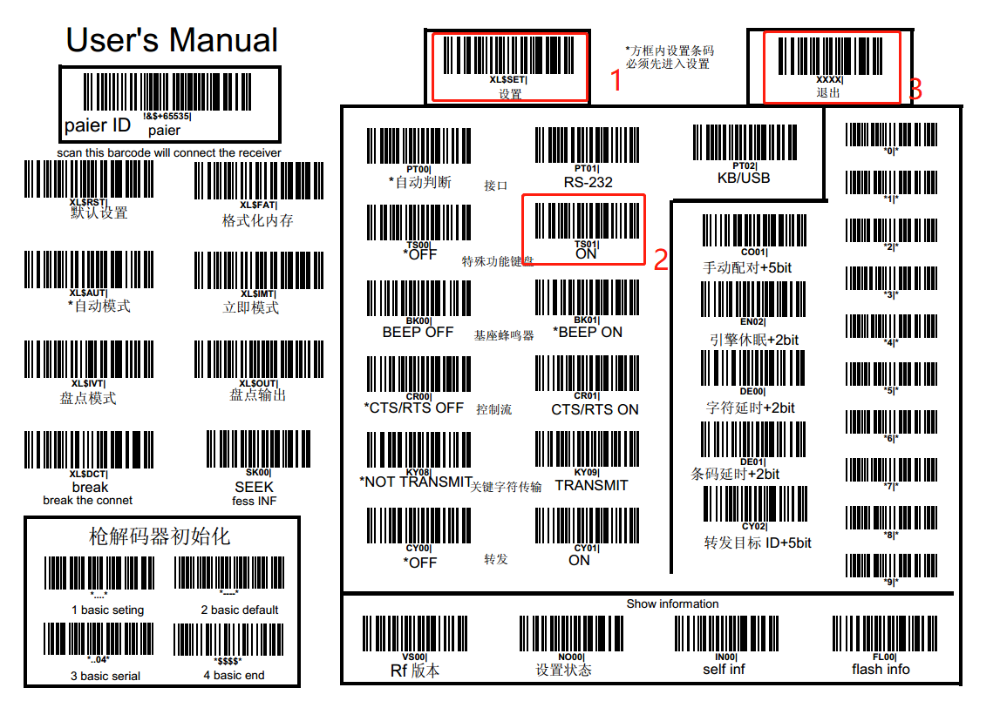 User's Manual
!&$+65535|
paier ID
paier
scan this barcode will connect the receiver
XL$RST|
默认设置
XL$FAT|
格式化内存
XL$AUT|
*自动模式
XL$IMT|
立即模式
XL$IVT|
盘点模式
XL$OUT|
盘点输出
XL$DCT|
break
break the connet
SK00|
SEEK
fess INF
枪解码器初始化
*....*
1 basic seting
*----*
2 basic default
*..04*
3 basic serial
*$$$$*
4 basic end
XL$SET|
设置
1
*方框内设置条码
必须先进入设置
XXXX|
退出
3
PT00|
*自动判断
接口
PT01|
RS-232
PT02|
KB/USB
TS00|
*OFF
特殊功能键盘
TS01|
ON
2
BK00|
BEEP OFF
基座蜂鸣器
BK01|
*BEEP ON
CR00|
*CTS/RTS OFF
控制流
CR01|
CTS/RTS ON
KY08|
*NOT TRANSMIT
关键字符传输
KY09|
TRANSMIT
CY00|
*OFF
转发
CY01|
ON
CO01|
手动配对+5bit
EN02|
引擎休眠+2bit
DE00|
字符延时+2bit
DE01|
条码延时+2bit
CY02|
转发目标 ID+5bit
*0|*
*1|*
*2|*
*3|*
*4|*
*5|*
*6|*
*7|*
*8|*
*9|*
Show information
VS00|
Rf 版本
NO00|
设置状态
IN00|
self inf
FL00|
flash info